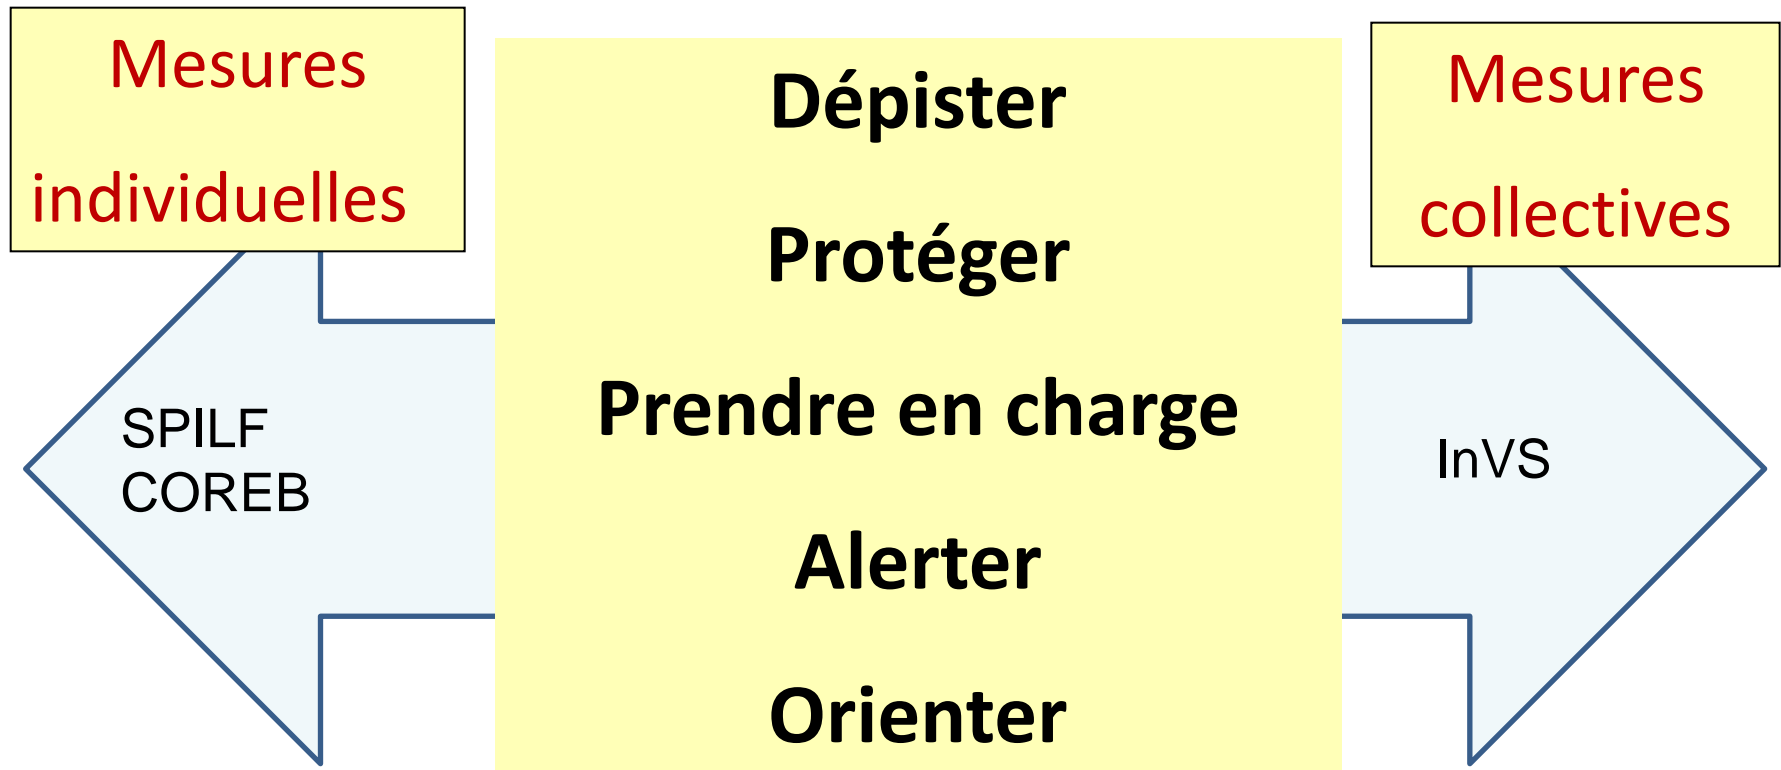 Mesures
individuelles
Dépister
Protéger
Prendre en charge
Alerter
Orienter
Mesures
collectives
SPILF
COREB
InVS